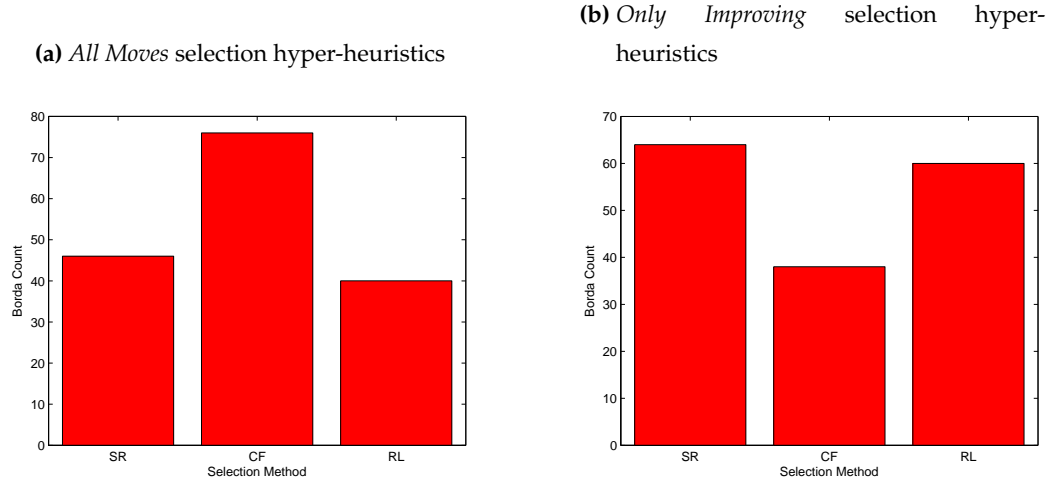 (a) All Moves selection hyper-heuristics
80
70
60
50
40
30
20
10
0
Borda Count
SR CF RL
Selection Method
(b) Only Improving selection hyper-
heuristics
70
60
50
40
30
20
10
0
Borda Count
SR CF RL
Selection Method